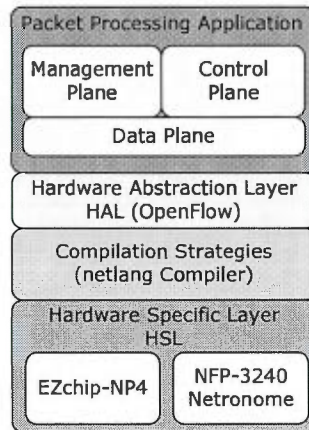 Packet Processing Application
Management
Plane
Control
Plane
Data Plane
Hardware Abstraction Layer
HAL (OpenFlow)
Compilation Strategies
(netlang Compiler)
Hardware Specific Layer
HSL
EZchip-NP4
NFP-3240
Netronome